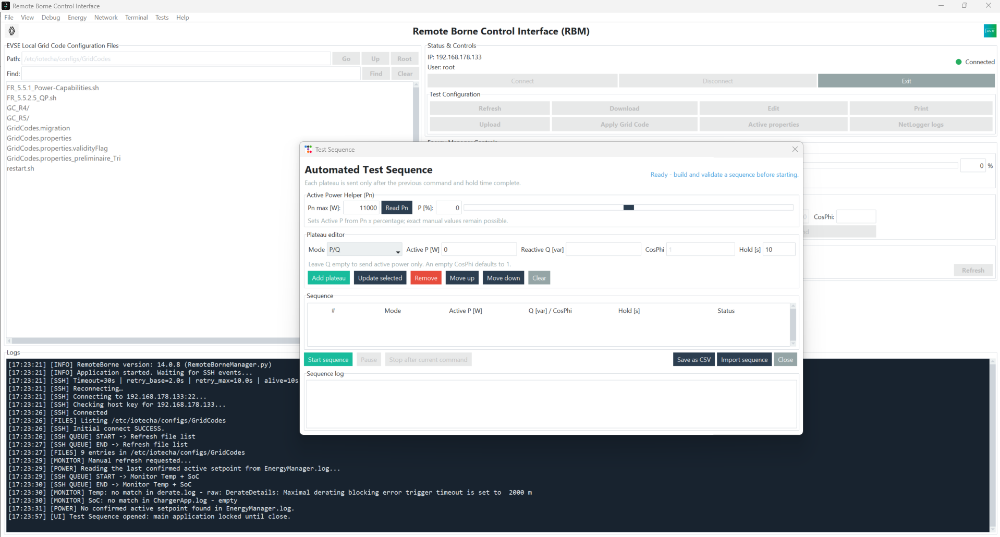 Remote Borne Control Interface
File View Debug Energy Network Terminal Tests Help
Remote Borne Control Interface (RBM)
EVSE Local Grid Code Configuration Files
Path: /etc/iotecha/configs/GridCodes Go Up Root
Find: Find Clear
FR_5.5.1_Power-Capabilities.sh
FR_5.5.2.5_QP.sh
GC_R4/
GC_R5/
GridCodes.migration
GridCodes.properties
GridCodes.properties.validityFlag
GridCodes.properties_preliminaire_Tri
restart.sh
Status & Controls
IP: 192.168.178.133
User: root
Connected
Connect Disconnect Exit
Test Configuration
Refresh Download Edit Print
Upload Apply Grid Code Active properties NetLogger logs
0 %
CosPhi:
Refresh
Test Sequence
Automated Test Sequence
Ready - build and validate a sequence before starting.
Each plateau is sent only after the previous command and hold time complete.
Active Power Helper (Pn)
Pn max [W]: 11000 Read Pn P [%]: 0
Sets Active P from Pn x percentage; exact manual values remain possible.
Plateau editor
Mode P/Q Active P [W] 0 Reactive Q [var] CosPhi 1 Hold [s] 10
Leave Q empty to send active power only. An empty CosPhi defaults to 1.
Add plateau Update selected Remove Move up Move down Clear
Sequence
# Mode Active P [W] Q [var] / CosPhi Hold [s] Status
Start sequence Pause Stop after current command Save as CSV Import sequence Close
Sequence log
Logs
[17:23:21] [INFO] RemoteBorne version: 14.0.8 (RemoteBorneManager.py)
[17:23:21] [INFO] Application started. Waiting for SSH events...
[17:23:21] [SSH] Timeout=30s | retry_base=2.0s | retry_max=10.0s | alive=10s
[17:23:21] [SSH] Reconnecting…
[17:23:21] [SSH] Connecting to 192.168.178.133:22...
[17:23:21] [SSH] Checking host key for 192.168.178.133...
[17:23:26] [SSH] Connected
[17:23:26] [FILES] Listing /etc/iotecha/configs/GridCodes
[17:23:26] [SSH] Initial connect SUCCESS.
[17:23:26] [SSH QUEUE] START -> Refresh file list
[17:23:27] [SSH QUEUE] END -> Refresh file list
[17:23:27] [FILES] 9 entries in /etc/iotecha/configs/GridCodes
[17:23:29] [MONITOR] Manual refresh requested...
[17:23:29] [POWER] Reading the last confirmed active setpoint from EnergyManager.log...
[17:23:29] [SSH QUEUE] START -> Monitor Temp + SoC
[17:23:30] [SSH QUEUE] END -> Monitor Temp + SoC
[17:23:30] [MONITOR] Temp: no match in derate.log - raw: DerateDetails: Maximal derating blocking error trigger timeout is set to  2000 m
[17:23:30] [MONITOR] SoC: no match in ChargerApp.log - empty
[17:23:31] [POWER] No confirmed active setpoint found in EnergyManager.log.
[17:23:57] [UI] Test Sequence opened: main application locked until close.